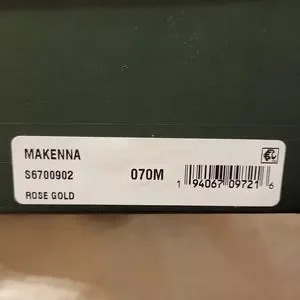 MAKENNA
S6700902 070M
ROSE GOLD
1 94067 09721 6